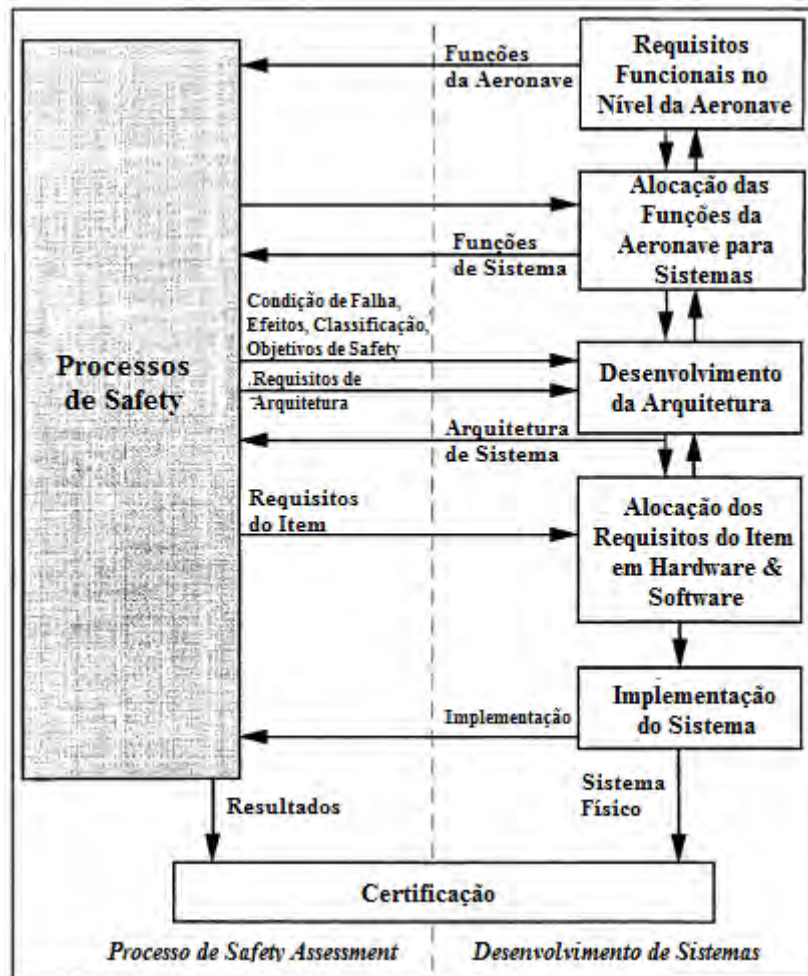 Requisitos
Funcionais no
Nível da Aeronave
Funções
da Aeronave
Alocação das
Funções da
Aeronave para
Sistemas
Funções
de Sistema
Condição de Falha,
Efeitos, Classificação,
Objetivos de Safety
Processos
de Safety
.Requisitos de
Arquitetura
Desenvolvimento
da Arquitetura
Arquitetura
de Sistema
Requisitos
do Item
Alocação dos
Requisitos do Item
em Hardware &
Software
Implementação
Implementação
do Sistema
Resultados
Sistema
Físico
Certificação
Processo de Safety Assessment
Desenvolvimento de Sistemas